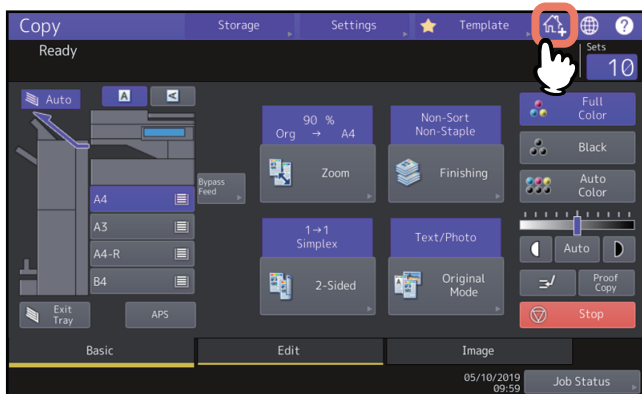 Copy
Storage
Settings
Template
?
Ready
Sets
10
Auto
A
A
90 %
Org → A4
Zoom
Non-Sort
Non-Staple
Finishing
Full
Color
Black
Auto
Color
Bypass
Feed
A4
A3
A4-R
B4
1→1
Simplex
2-Sided
Text/Photo
Original
Mode
Auto
Proof
Copy
Exit
Tray
APS
Stop
Basic
Edit
Image
05/10/2019
09:59
Job Status